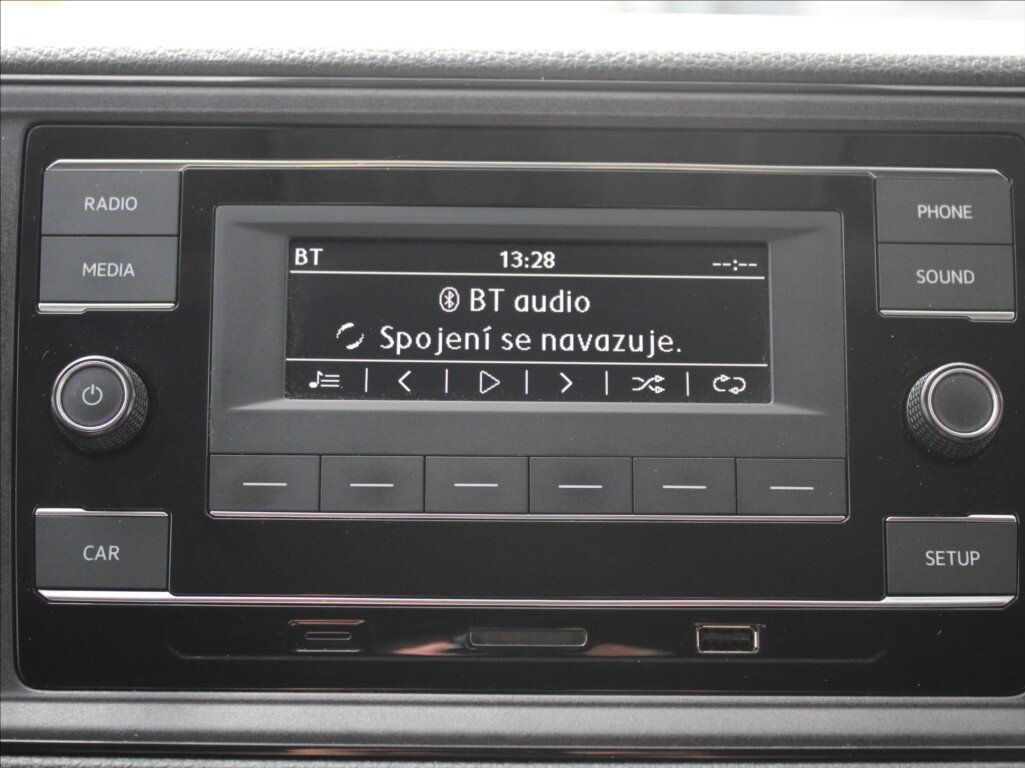 RADIO
PHONE
MEDIA
SOUND
BT 13:28 --:--
BT audio
Spojení se navazuje.
CAR
SETUP